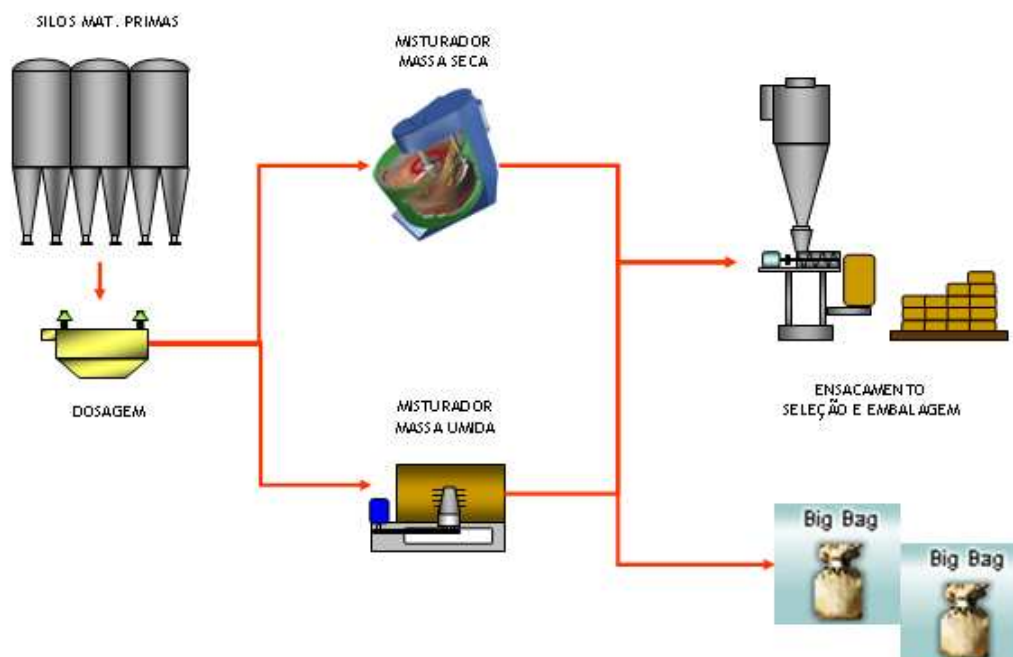 SILOS MAT. PRIMAS
MISTURADOR
MASSA SECA
DOSAGEM
MISTURADOR
MASSA UMIDA
ENSACAMENTO
SELEÇÃO E EMBALAGEM
Big Bag
Big Bag